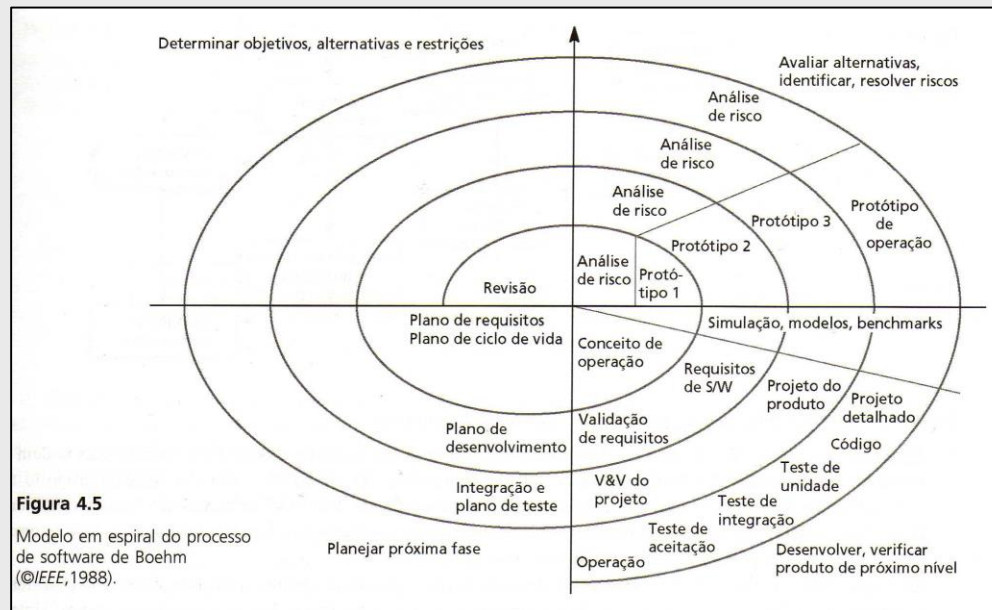 Determinar objetivos, alternativas e restrições
Avaliar alternativas,
identificar, resolver riscos
Análise
de risco
Análise
de risco
Análise
de risco
Protótipo
de
operação
Protótipo 3
Protótipo 2
Análise
de risco
Protó-
tipo 1
Revisão
Plano de requisitos
Plano de ciclo de vida
Simulação, modelos, benchmarks
Conceito de
operação
Requisitos
de S/W
Projeto do
produto
Projeto
detalhado
Código
Plano de
desenvolvimento
Validação
de requisitos
Teste de
unidade
Integração e
plano de teste
V&V do
projeto
Teste de
integração
Teste de
aceitação
Operação
Planejar próxima fase
Desenvolver, verificar
produto de próximo nível
Figura 4.5
Modelo em espiral do processo
de software de Boehm
(©IEEE,1988).